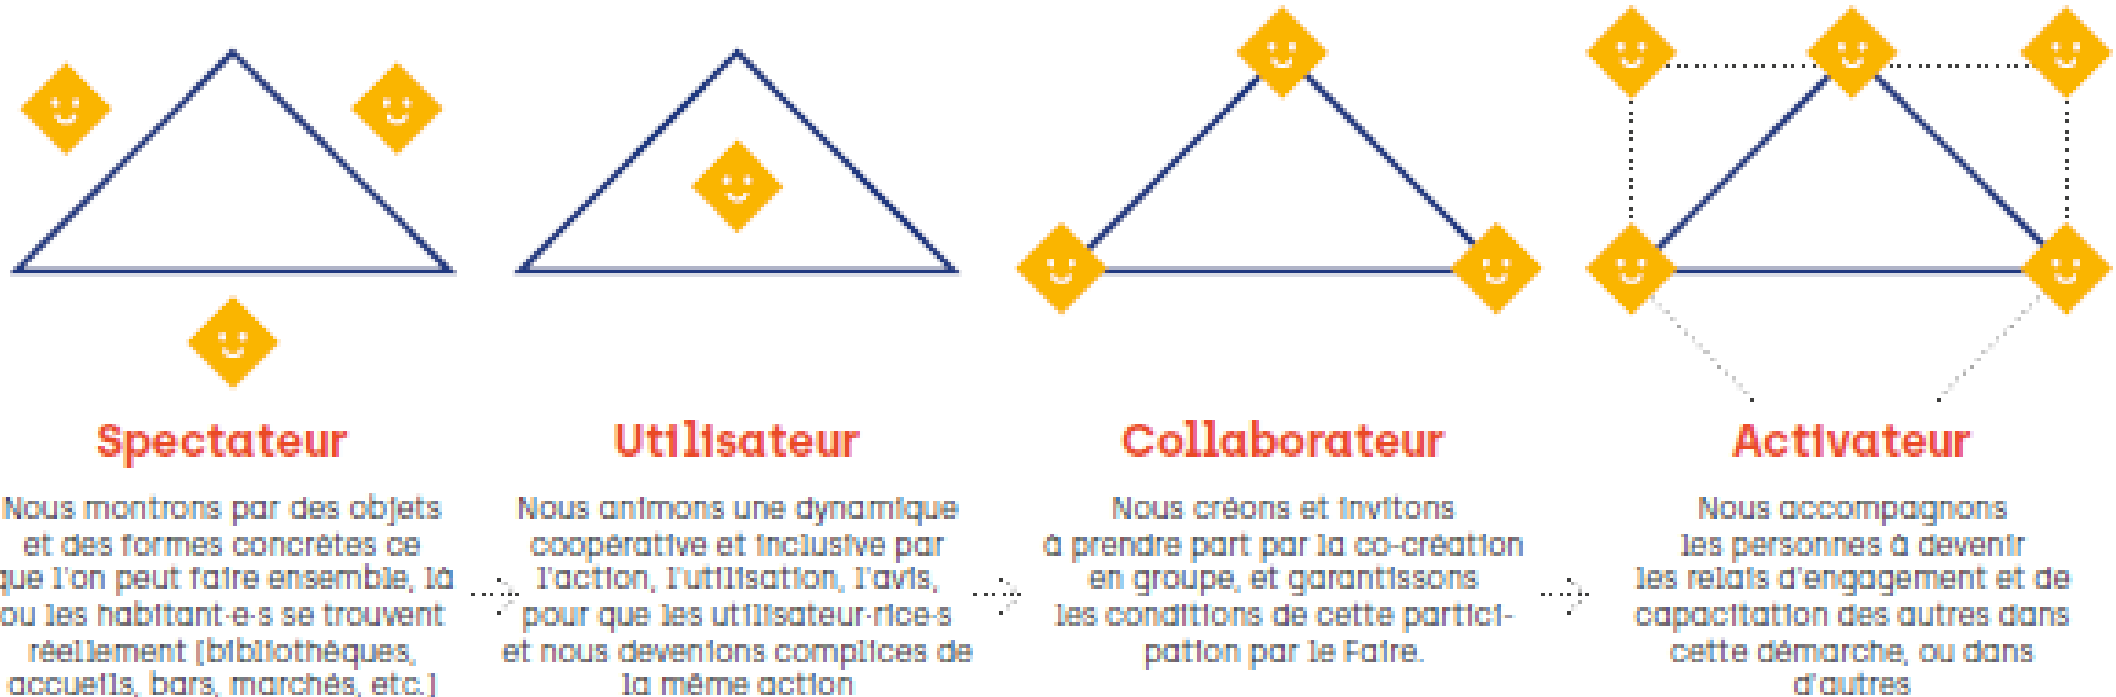 Spectateur
Nous montrons par des objets
et des formes concrètes ce
que l'on peut faire ensemble, là
ou les habitant·e·s se trouvent
réellement [bibliothèques,
accueils, bars, marchés, etc.]
Utilisateur
Nous animons une dynamique
coopérative et inclusive par
l'action, l'utilisation, l'avis,
pour que les utilisateur·rice·s
et nous devenions complices de
la même action
Collaborateur
Nous créons et invitons
à prendre part par la co-création
en groupe, et garantissons
les conditions de cette partici-
pation par le Faire.
Activateur
Nous accompagnons
les personnes à devenir
les relais d'engagement et de
capacitation des autres dans
cette démarche, ou dans
d'autres